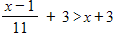 x − 1 / 11 + 3 > x + 3